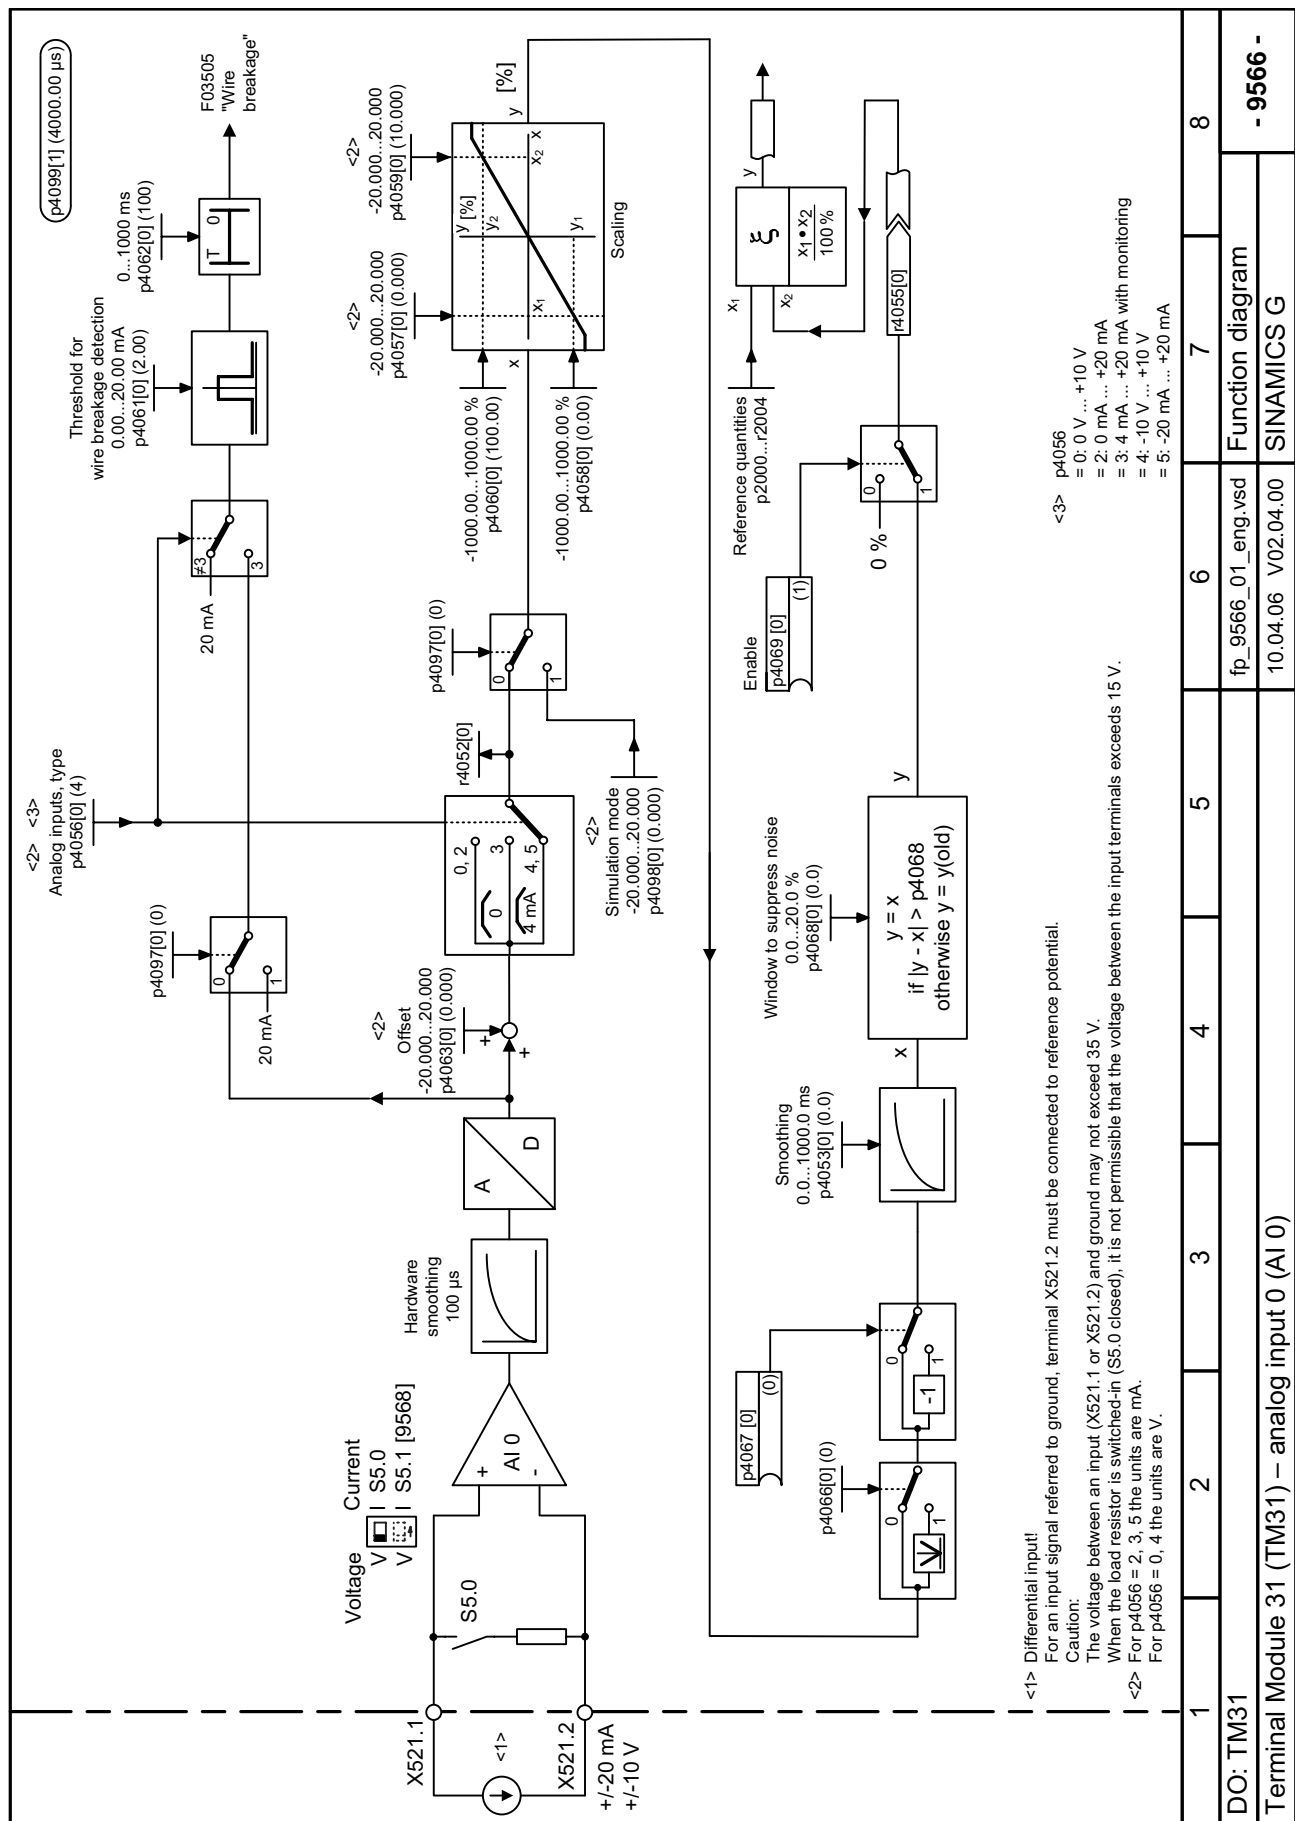 p4099[1] (4000.00 µs)
<2> <3>
Analog inputs, type
p4056[0] (4)
p4097[0] (0)
0
1
20 mA
≠3
3
20 mA
Threshold for
wire breakage detection
0.00...20.00 mA
p4061[0] (2.00)
0...1000 ms
p4062[0] (100)
T 0
F03505
"Wire
breakage"
Voltage Current
V I S5.0
V I S5.1 [9568]
X521.1
<1>
X521.2
+/-20 mA
+/-10 V
S5.0
+
AI 0
-
Hardware
smoothing
100 µs
A
D
<2>
Offset
-20.000...20.000
p4063[0] (0.000)
+
+
0, 2
0
3
4 mA
4, 5
r4052[0]
<2>
Simulation mode
-20.000...20.000
p4098[0] (0.000)
p4097[0] (0)
0
1
-1000.00...1000.00 %
p4060[0] (100.00)
x
-1000.00...1000.00 %
p4058[0] (0.00)
<2>
-20.000...20.000
p4057[0] (0.000)
<2>
-20.000...20.000
p4059[0] (10.000)
y [%]
y2
x1
x2
x
y1
Scaling
y
[%]
p4066[0] (0)
0
1
p4067 [0]
(0)
0
1
-1
Smoothing
0.0...1000.0 ms
p4053[0] (0.0)
x
Window to suppress noise
0.0...20.0 %
p4068[0] (0.0)
y = x
if |y - x| > p4068
otherwise y = y(old)
y
Enable
p4069 [0]
(1)
0 %
0
1
r4055[0]
Reference quantities
p2000...r2004
x1
x2
ξ
x1 • x2
100 %
y
<1> Differential input!
For an input signal referred to ground, terminal X521.2 must be connected to reference potential.
Caution:
The voltage between an input (X521.1 or X521.2) and ground may not exceed 35 V.
When the load resistor is switched-in (S5.0 closed), it is not permissible that the voltage between the input terminals exceeds 15 V.
<2> For p4056 = 2, 3, 5 the units are mA.
For p4056 = 0, 4 the units are V.
<3> p4056
= 0: 0 V ... +10 V
= 2: 0 mA ... +20 mA
= 3: 4 mA ... +20 mA with monitoring
= 4: -10 V ... +10 V
= 5: -20 mA ... +20 mA
1 2 3 4 5 6 7 8
DO: TM31
fp_9566_01_eng.vsd
Function diagram
- 9566 -
Terminal Module 31 (TM31) – analog input 0 (AI 0)
10.04.06 V02.04.00
SINAMICS G